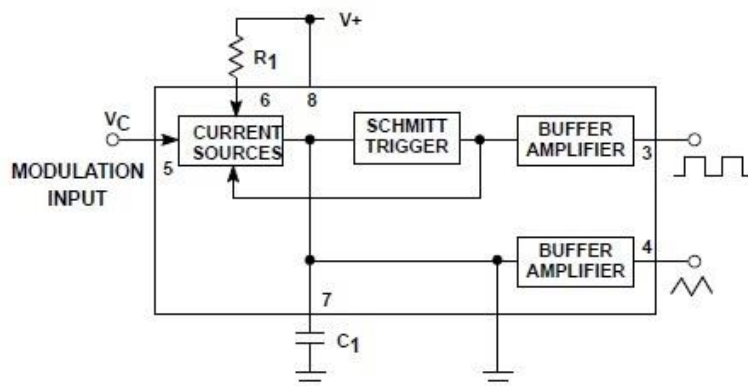 V+
R1
6
8
VC
CURRENT
SOURCES
SCHMITT
TRIGGER
BUFFER
AMPLIFIER
3
MODULATION
INPUT
5
BUFFER
AMPLIFIER
4
7
C1